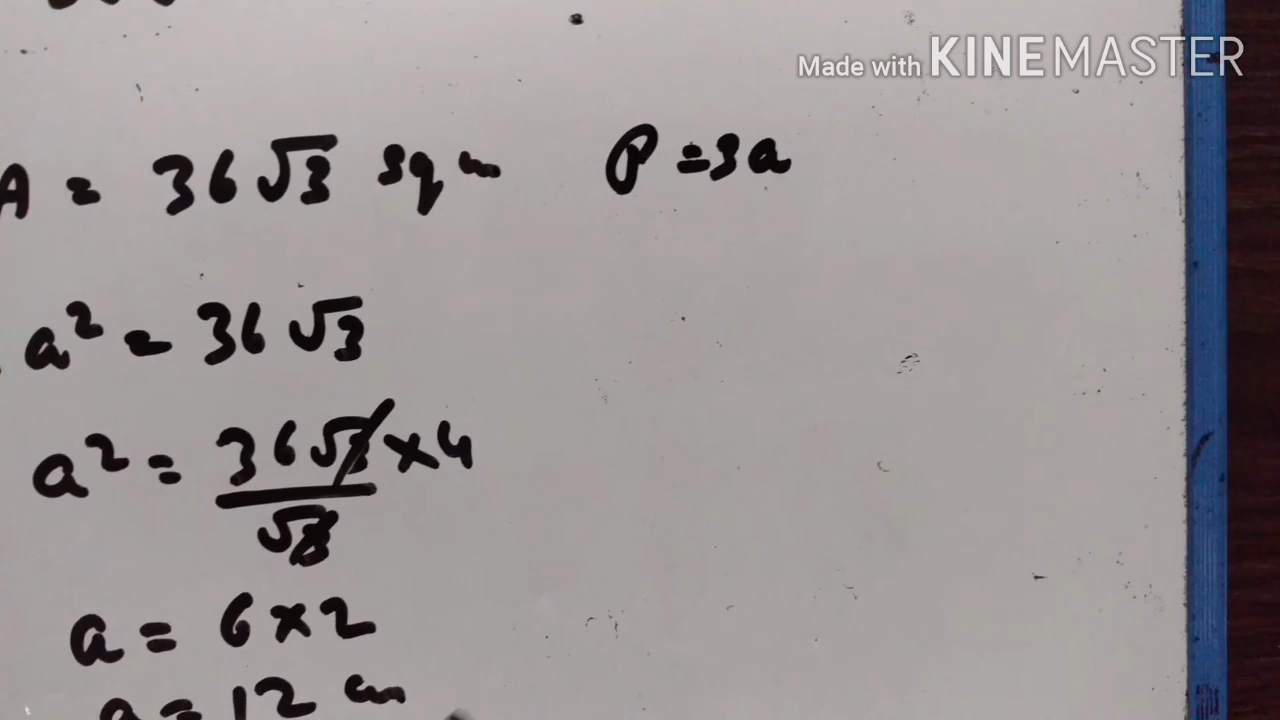 Made with KINEMASTER
A = 36√3 sq m P = 3a
a² = 36√3
a² = 36√3 × 4
√3
a = 6 × 2
a = 12 cm